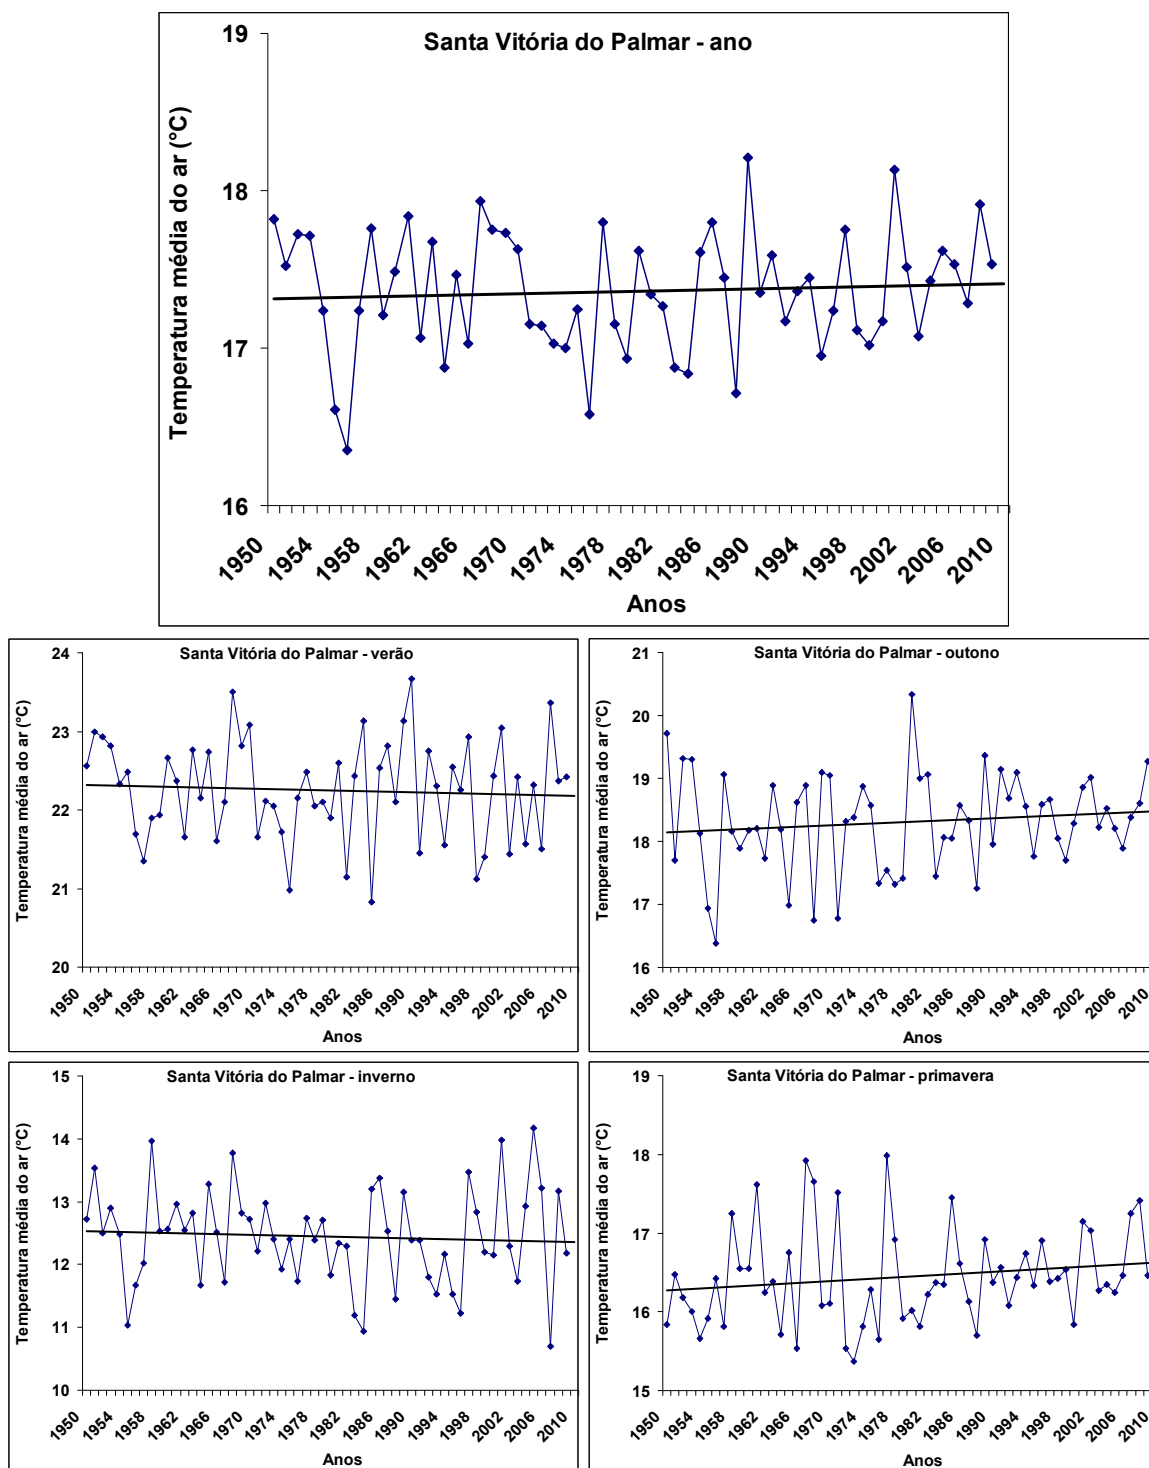 Santa Vitória do Palmar - ano
Temperatura média do ar (°C)
19
18
17
16
1950 1954 1958 1962 1966 1970 1974 1978 1982 1986 1990 1994 1998 2002 2006 2010
Anos
Santa Vitória do Palmar - verão
Temperatura média do ar (°C)
24
23
22
21
20
1950 1954 1958 1962 1966 1970 1974 1978 1982 1986 1990 1994 1998 2002 2006 2010
Anos
Santa Vitória do Palmar - outono
Temperatura média do ar (°C)
21
20
19
18
17
16
1950 1954 1958 1962 1966 1970 1974 1978 1982 1986 1990 1994 1998 2002 2006 2010
Anos
Santa Vitória do Palmar - inverno
Temperatura média do ar (°C)
15
14
13
12
11
10
1950 1954 1958 1962 1966 1970 1974 1978 1982 1986 1990 1994 1998 2002 2006 2010
Anos
Santa Vitória do Palmar - primavera
Temperatura média do ar (°C)
19
18
17
16
15
1950 1954 1958 1962 1966 1970 1974 1978 1982 1986 1990 1994 1998 2002 2006 2010
Anos